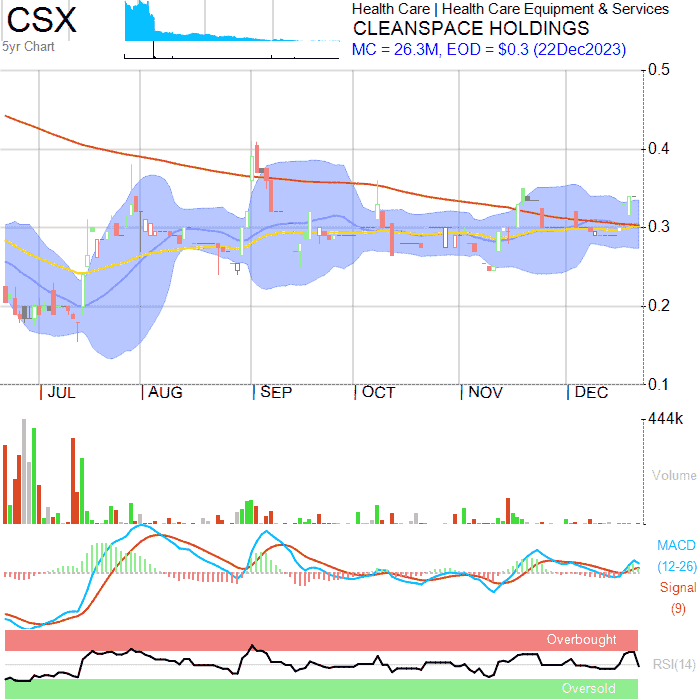 CSX
5yr Chart
Health Care | Health Care Equipment & Services
CLEANSPACE HOLDINGS
MC = 26.3M, EOD = $0.3 (22Dec2023)
0.5
0.4
0.3
0.2
0.1
JUL
AUG
SEP
OCT
NOV
DEC
444k
Volume
MACD
(12-26)
Signal
(9)
Overbought
RSI(14)
Oversold